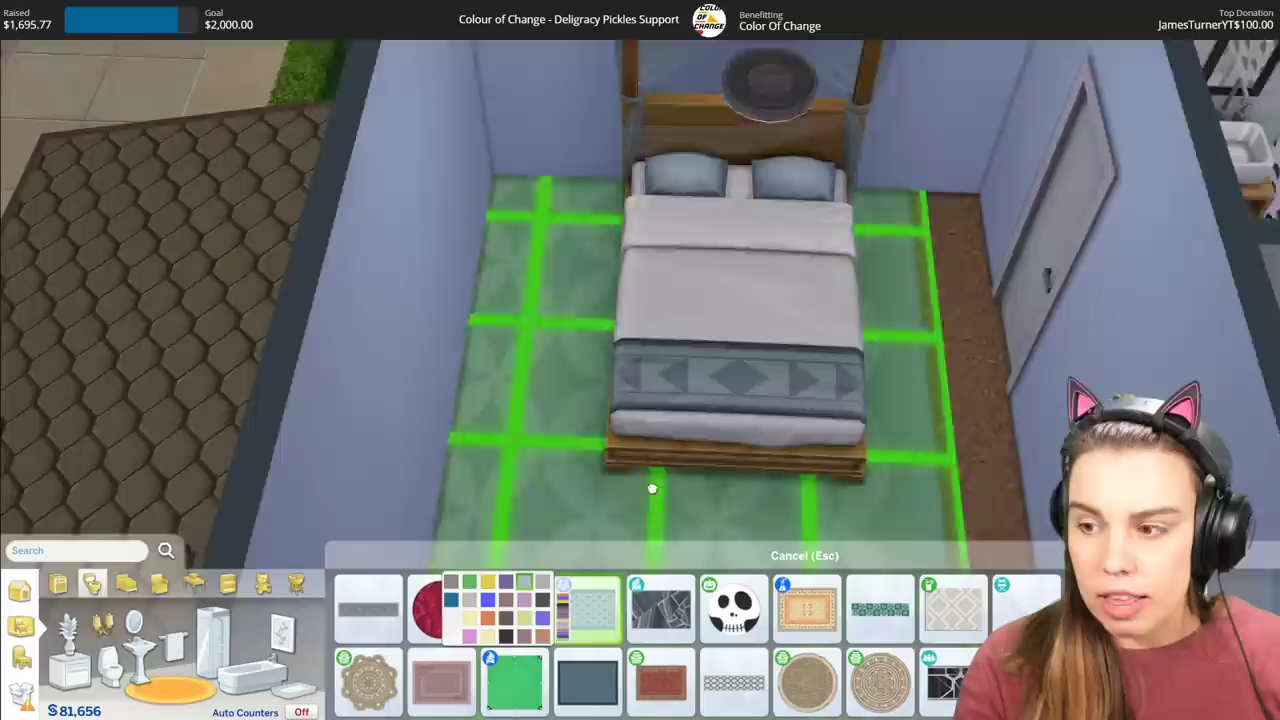 Raised
$1,695.77
Goal
$2,000.00
Colour of Change - Deligracy Pickles Support
COLOR
OF
CHANGE
Benefitting
Color Of Change
Top Donation
JamesTurnerYT$100.00
Cancel (Esc)
Search
$81,656
Auto Counters
Off